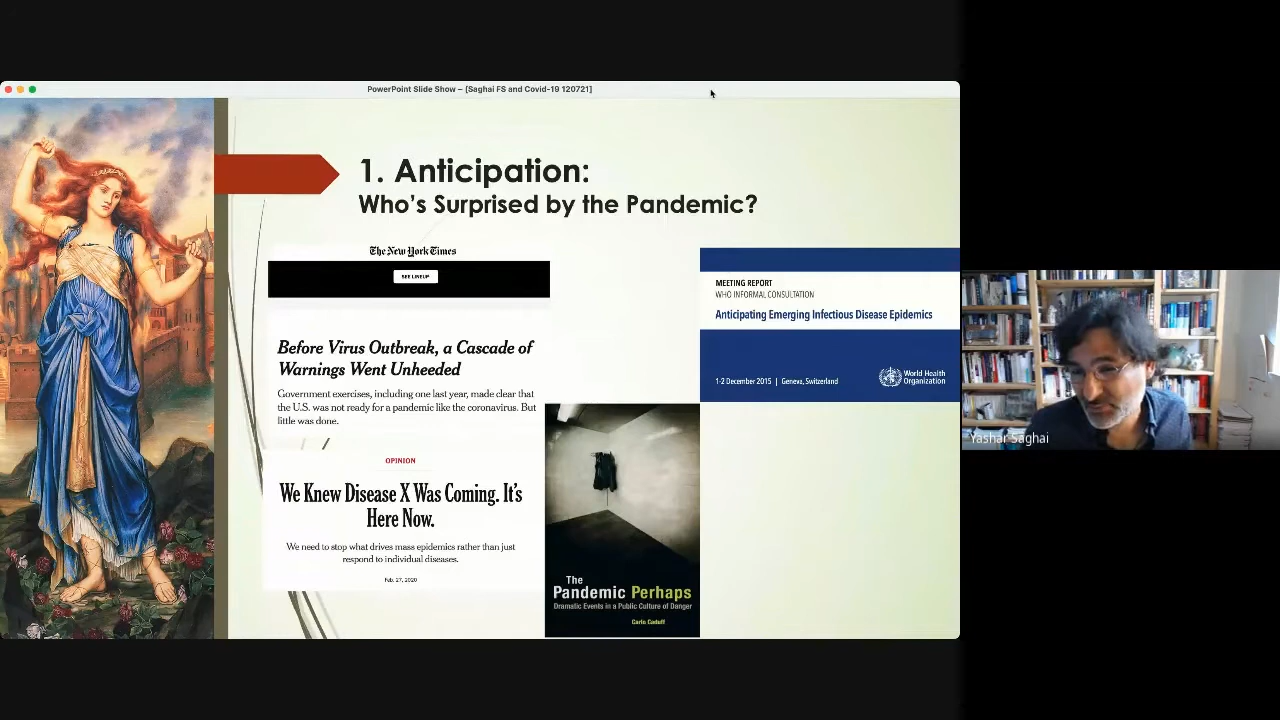 PowerPoint Slide Show – [Saghai FS and Covid-19 120721]
1. Anticipation:
Who's Surprised by the Pandemic?
The New York Times
SEE LINEUP
Before Virus Outbreak, a Cascade of
Warnings Went Unheeded
Government exercises, including one last year, made clear that
the U.S. was not ready for a pandemic like the coronavirus. But
little was done.
OPINION
We Knew Disease X Was Coming. It's
Here Now.
We need to stop what drives mass epidemics rather than just
respond to individual diseases.
Feb. 27, 2020
The
Pandemic Perhaps
Dramatic Events in a Public Culture of Danger
Carlo Caduff
MEETING REPORT
WHO INFORMAL CONSULTATION
Anticipating Emerging Infectious Disease Epidemics
1-2 December 2015 | Geneva, Switzerland
World Health
Organization
Yashar Saghai